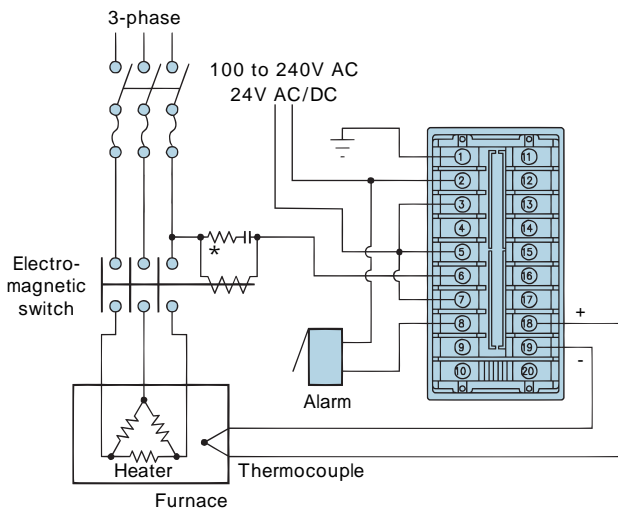 3-phase
100 to 240V AC
24V AC/DC
1
11
2
12
3
13
4
14
5
15
6
16
7
17
8
18
9
19
10
20
+
-
*
Electro-
magnetic
switch
Alarm
Heater
Thermocouple
Furnace